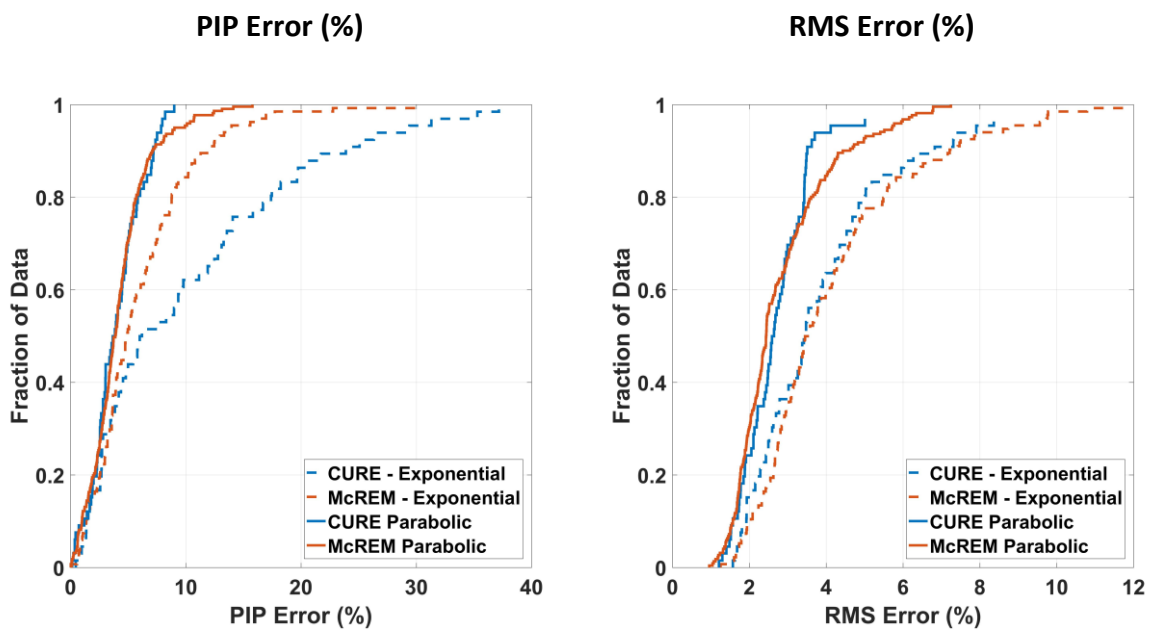 PIP Error (%)
RMS Error (%)
1
0.8
0.6
0.4
0.2
0
Fraction of Data
0
10
20
30
40
PIP Error (%)
CURE - Exponential
McREM - Exponential
CURE Parabolic
McREM Parabolic
1
0.8
0.6
0.4
0.2
0
Fraction of Data
0
2
4
6
8
10
12
RMS Error (%)
CURE - Exponential
McREM - Exponential
CURE Parabolic
McREM Parabolic